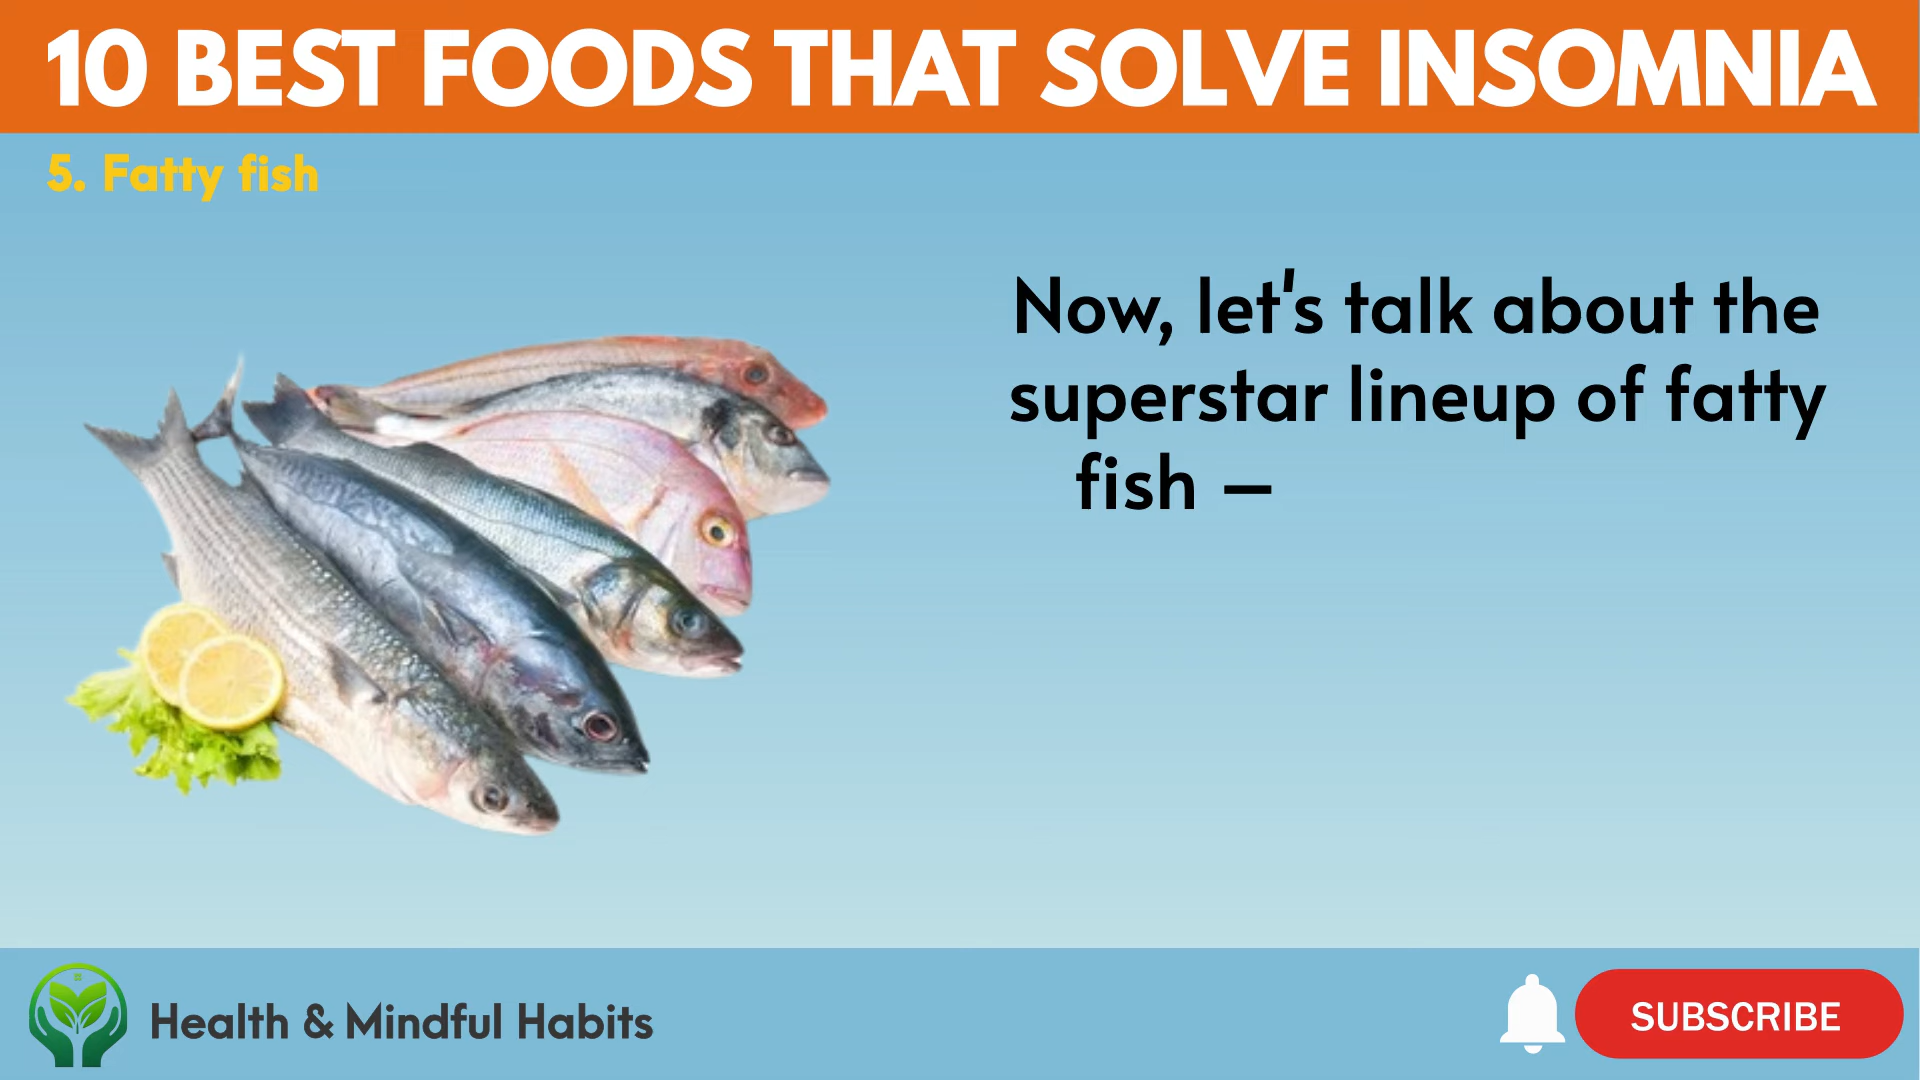 10 BEST FOODS THAT SOLVE INSOMNIA
5. Fatty fish
Now, let's talk about the
superstar lineup of fatty
fish –
Health & Mindful Habits
SUBSCRIBE